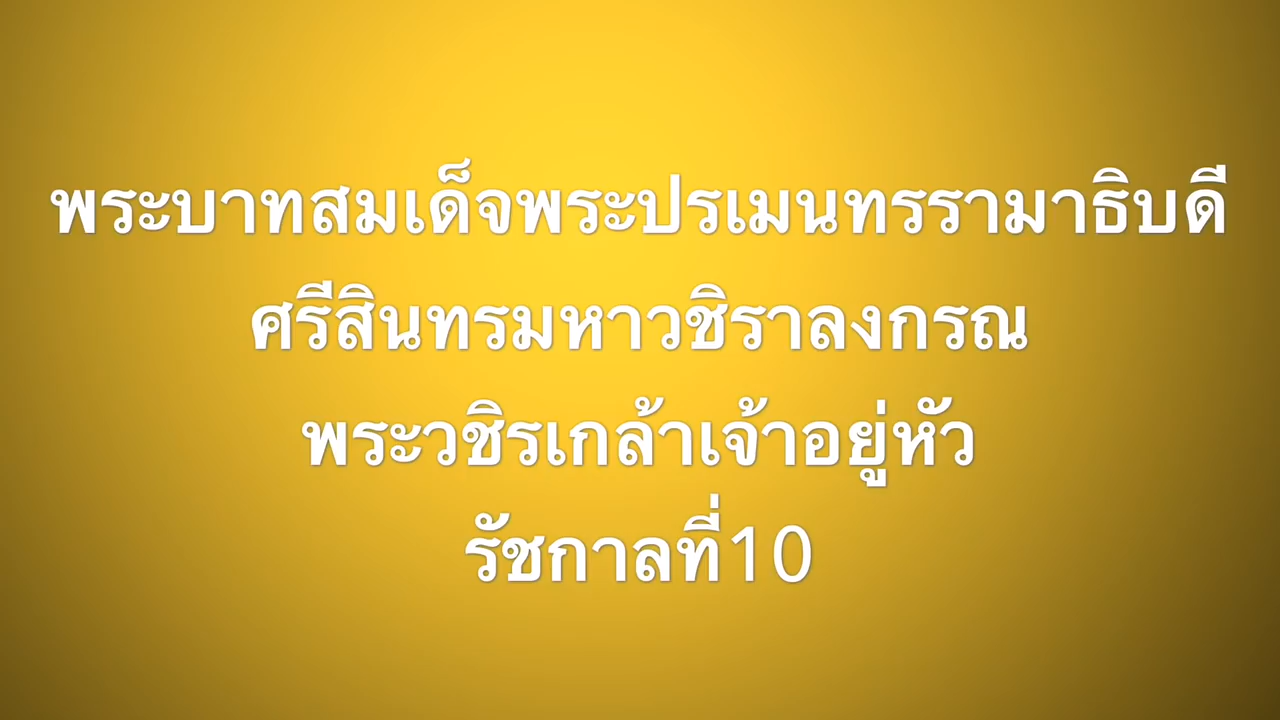 พระบาทสมเด็จพระปรเมนทรรามาธิบดี
ศรีสินทรมหาวชิราลงกรณ
พระวชิรเกล้าเจ้าอยู่หัว
รัชกาลที่10